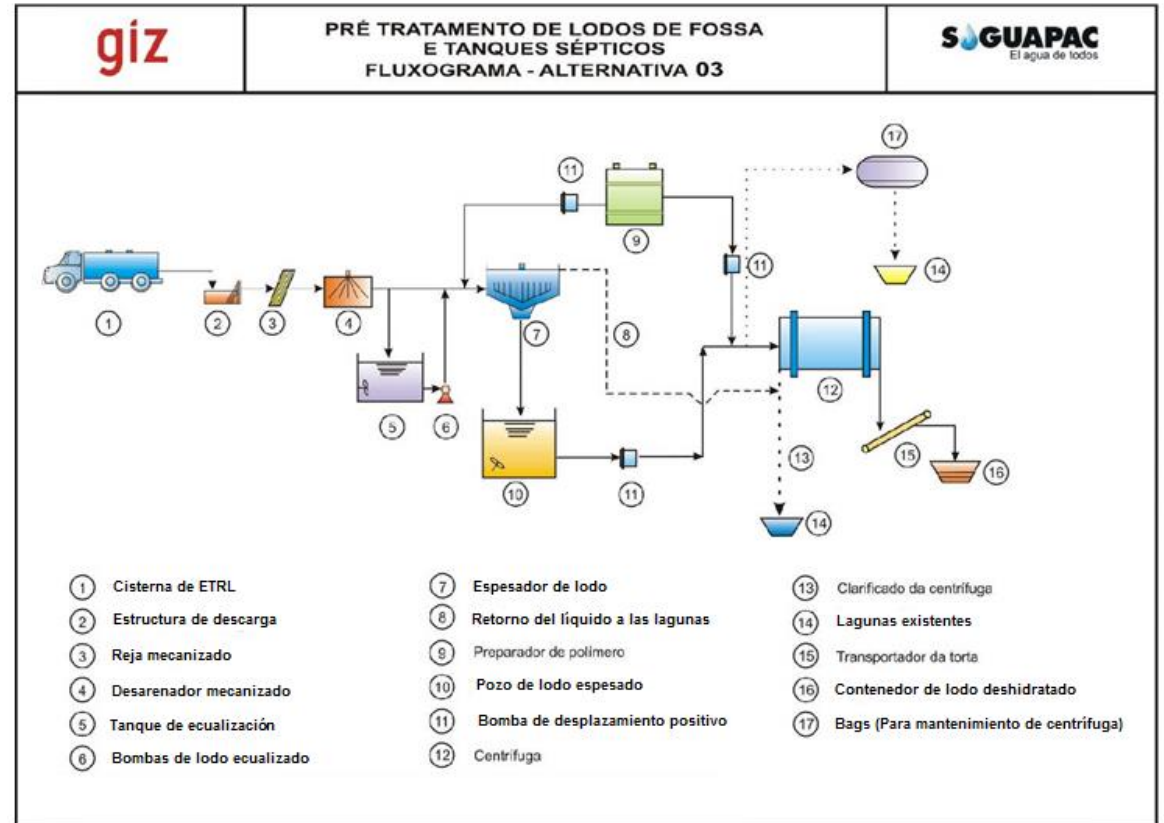 giz
PRÉ TRATAMENTO DE LODOS DE FOSSA
E TANQUES SÉPTICOS
FLUXOGRAMA - ALTERNATIVA 03
SAGUAPAC
El agua de todos
17
11
9
11
14
1
2
3
4
7
8
12
5
6
13
15
16
10
11
14
1 Cisterna de ETRL
2 Estructura de descarga
3 Reja mecanizado
4 Desarenador mecanizado
5 Tanque de ecualización
6 Bombas de lodo ecualizado
7 Espesador de lodo
8 Retorno del líquido a las lagunas
9 Preparador de polímero
10 Pozo de lodo espesado
11 Bomba de desplazamiento positivo
12 Centrífuga
13 Clarificado da centrífuga
14 Lagunas existentes
15 Transportador da torta
16 Contenedor de lodo deshidratado
17 Bags (Para mantenimiento de centrífuga)